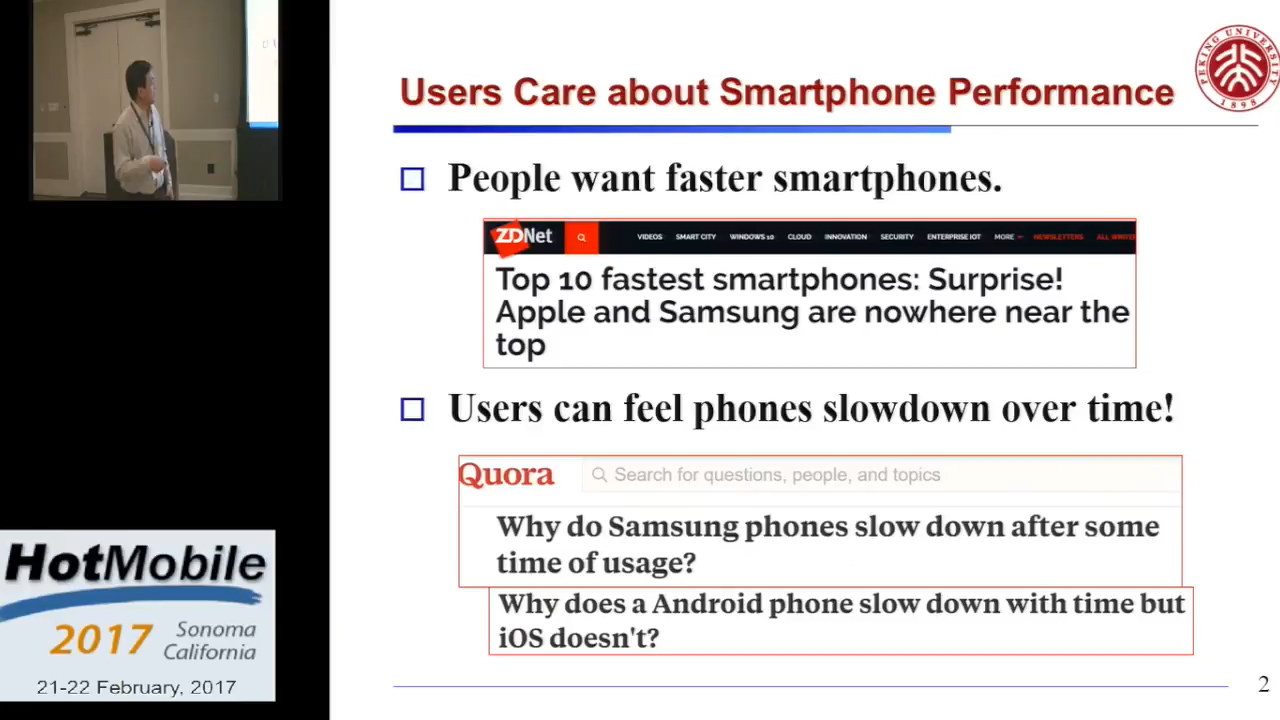 Users Care about Smartphone Performance
PEKING UNIVERSITY
1898
People want faster smartphones.
ZDNet
VIDEOS SMART CITY WINDOWS 10 CLOUD INNOVATION SECURITY ENTERPRISE IOT MORE NEWSLETTERS ALL
Top 10 fastest smartphones: Surprise!
Apple and Samsung are nowhere near the
top
Users can feel phones slowdown over time!
Quora Search for questions, people, and topics
Why do Samsung phones slow down after some
time of usage?
Why does a Android phone slow down with time but
iOS doesn't?
2
HotMobile
2017 Sonoma
California
21-22 February, 2017